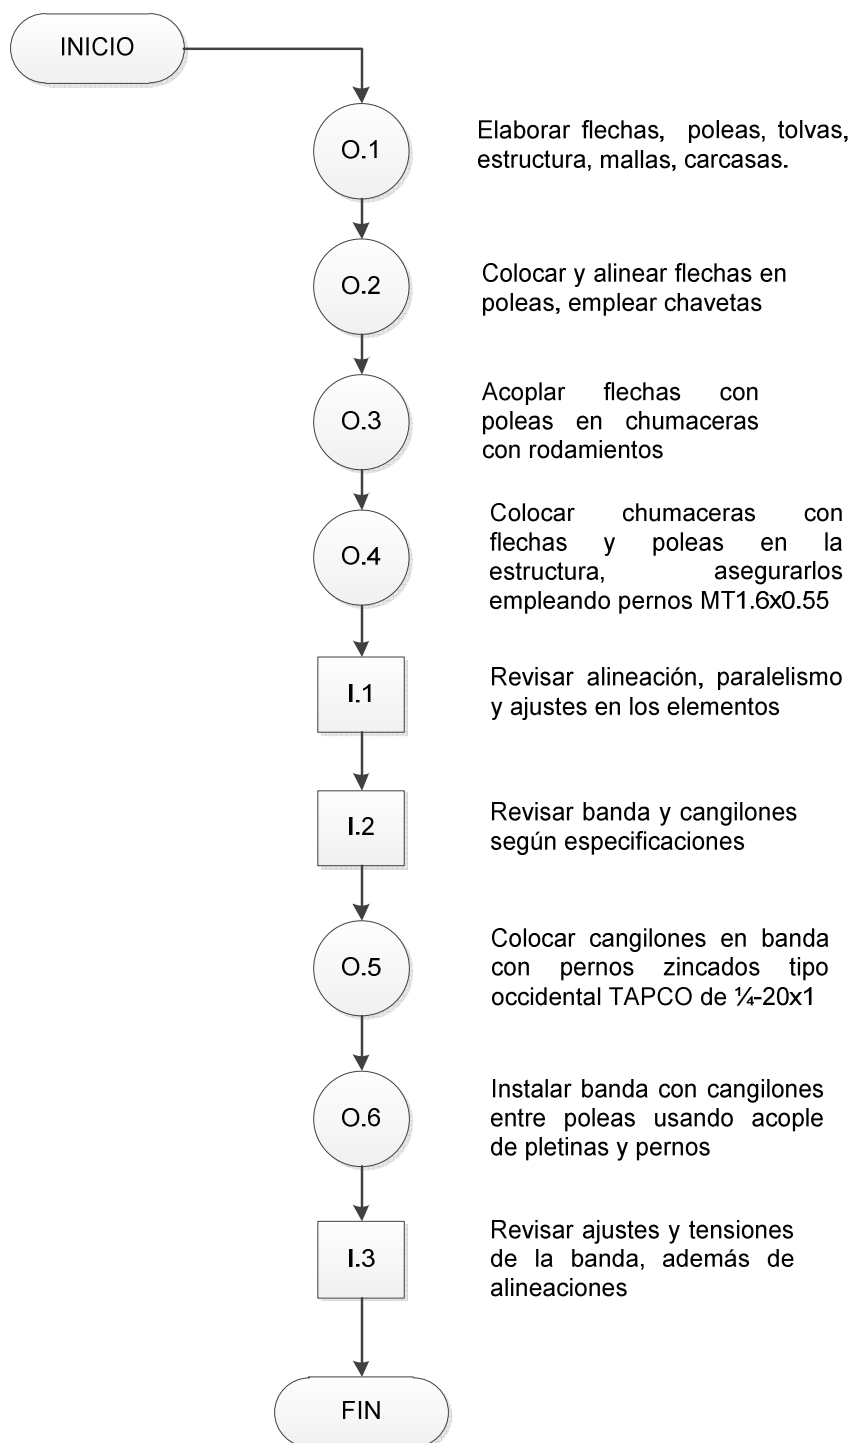 INICIO
O.1
Elaborar flechas, poleas, tolvas,
estructura, mallas, carcasas.
O.2
Colocar y alinear flechas en
poleas, emplear chavetas
O.3
Acoplar flechas con
poleas en chumaceras
con rodamientos
O.4
Colocar chumaceras con
flechas y poleas en la
estructura, asegurarlos
empleando pernos MT1.6x0.55
I.1
Revisar alineación, paralelismo
y ajustes en los elementos
I.2
Revisar banda y cangilones
según especificaciones
O.5
Colocar cangilones en banda
con pernos zincados tipo
occidental TAPCO de ¼-20x1
O.6
Instalar banda con cangilones
entre poleas usando acople
de pletinas y pernos
I.3
Revisar ajustes y tensiones
de la banda, además de
alineaciones
FIN